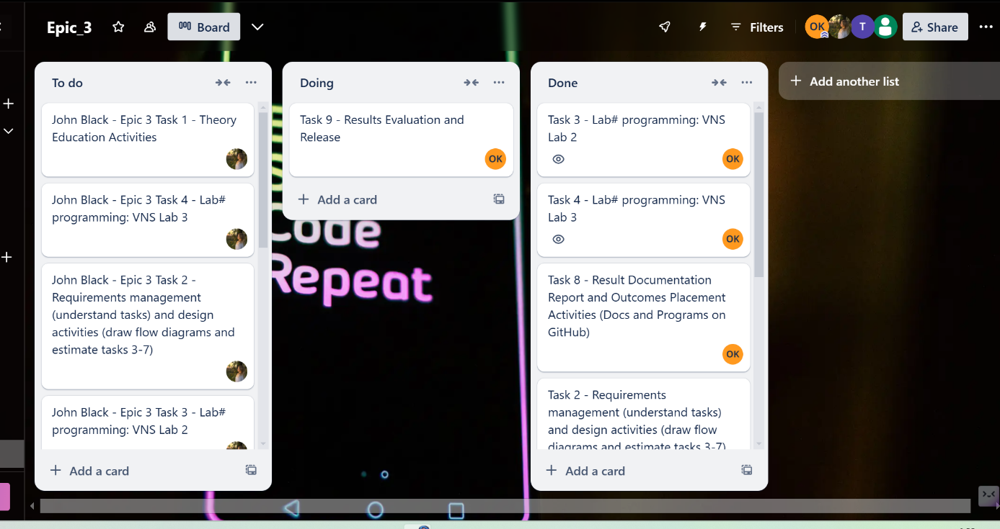 Epic_3
Board
Filters
OK
T
Share
To do
John Black - Epic 3 Task 1 - Theory
Education Activities
John Black - Epic 3 Task 4 - Lab#
programming: VNS Lab 3
John Black - Epic 3 Task 2 -
Requirements management
(understand tasks) and design
activities (draw flow diagrams and
estimate tasks 3-7)
John Black - Epic 3 Task 3 - Lab#
programming: VNS Lab 2
Add a card
Doing
Task 9 - Results Evaluation and
Release
OK
Add a card
Code
Repeat
Done
Task 3 - Lab# programming: VNS
Lab 2
OK
Task 4 - Lab# programming: VNS
Lab 3
OK
Task 8 - Result Documentation
Report and Outcomes Placement
Activities (Docs and Programs on
GitHub)
OK
Task 2 - Requirements
management (understand tasks)
and design activities (draw flow
diagrams and estimate tasks 3-7)
Add a card
Add another list